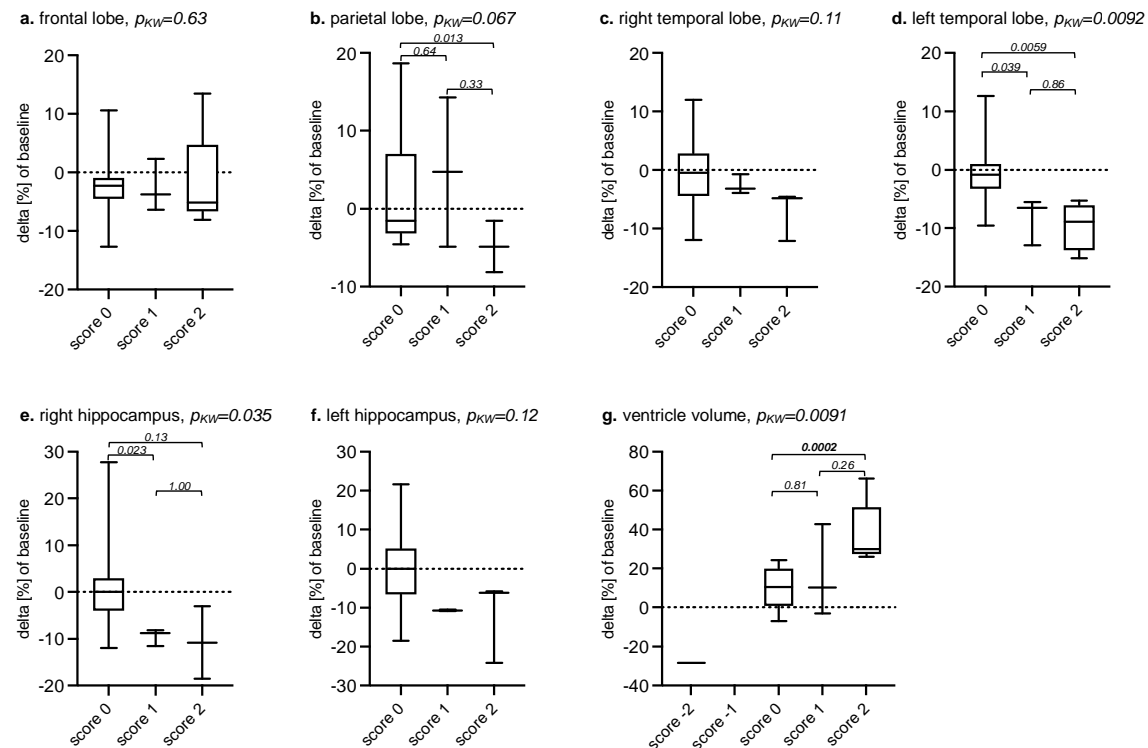 a. frontal lobe, pKW=0.63
b. parietal lobe, pKW=0.067
c. right temporal lobe, pKW=0.11
d. left temporal lobe, pKW=0.0092
delta [%] of baseline
20
10
0
-10
-20
score 0
score 1
score 2
delta [%] of baseline
20
10
0
-10
0.013
0.64
0.33
score 0
score 1
score 2
delta [%] of baseline
20
10
0
-10
-20
score 0
score 1
score 2
delta [%] of baseline
20
10
0
-10
-20
0.0059
0.039
0.86
score 0
score 1
score 2
e. right hippocampus, pKW=0.035
f. left hippocampus, pKW=0.12
g. ventricle volume, pKW=0.0091
delta [%] of baseline
30
20
10
0
-10
-20
0.13
0.023
1.00
score 0
score 1
score 2
delta [%] of baseline
30
20
10
0
-10
-20
-30
score 0
score 1
score 2
delta [%] of baseline
80
60
40
20
0
-20
-40
0.0002
0.26
0.81
score -2
score -1
score 0
score 1
score 2